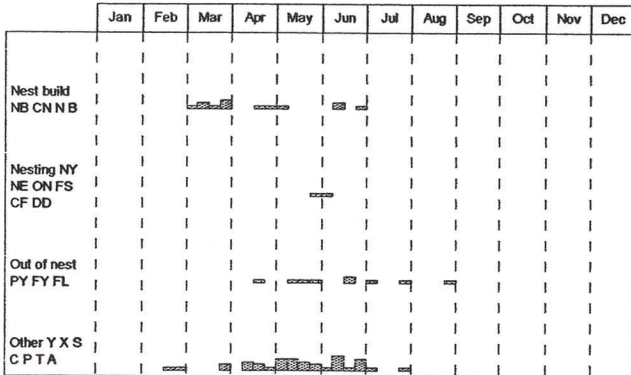 Jan Feb Mar Apr May Jun Jul Aug Sep Oct Nov Dec
Nest build
NB CN N B
Nesting NY
NE ON FS
CF DD
Out of nest
PY FY FL
Other Y X S
C P T A